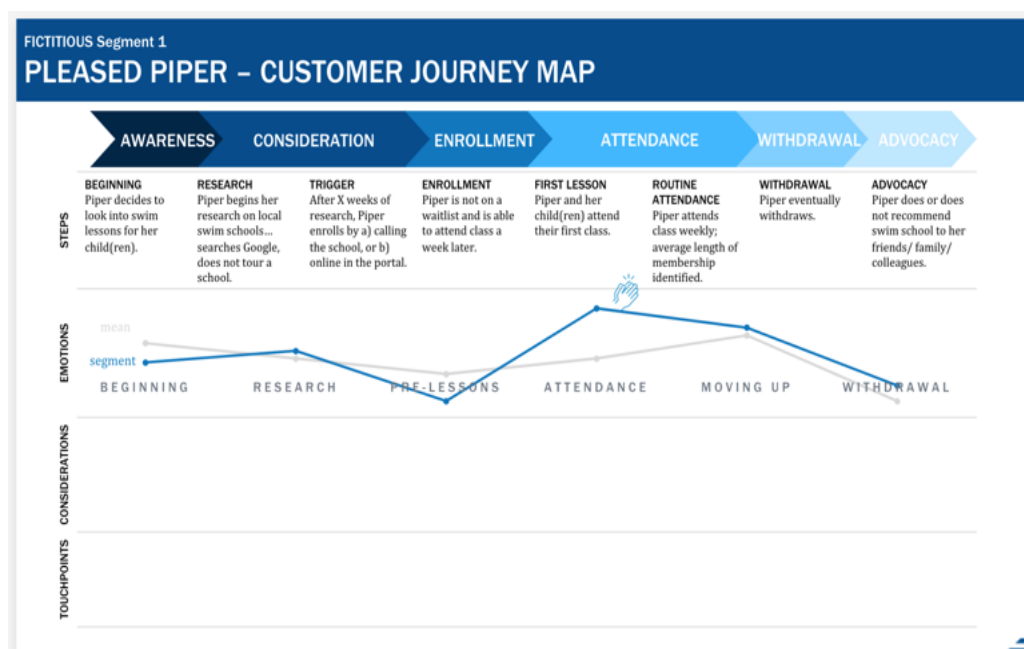 FICTITIOUS Segment 1
PLEASED PIPER – CUSTOMER JOURNEY MAP
AWARENESS
CONSIDERATION
ENROLLMENT
ATTENDANCE
WITHDRAWAL
ADVOCACY
STEPS
BEGINNING
Piper decides to
look into swim
lessons for her
child(ren).
RESEARCH
Piper begins her
research on local
swim schools...
searches Google,
does not tour a
school.
TRIGGER
After X weeks of
research, Piper
enrolls by a) calling
the school, or b)
online in the portal.
ENROLLMENT
Piper is not on a
waitlist and is able
to attend class a
week later.
FIRST LESSON
Piper and her
child(ren) attend
their first class.
ROUTINE
ATTENDANCE
Piper attends
class weekly;
average length of
membership
identified.
WITHDRAWAL
Piper eventually
withdraws.
ADVOCACY
Piper does or does
not recommend
swim school to her
friends/ family/
colleagues.
EMOTIONS
mean
segment
BEGINNING
RESEARCH
PRE-LESSONS
ATTENDANCE
MOVING UP
WITHDRAWAL
CONSIDERATIONS
TOUCHPOINTS